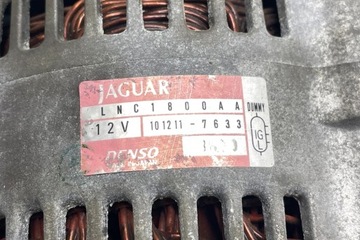 JAGUAR
LNC1800AA DUMMY
12V 101211-7633
IG
L
DENSO